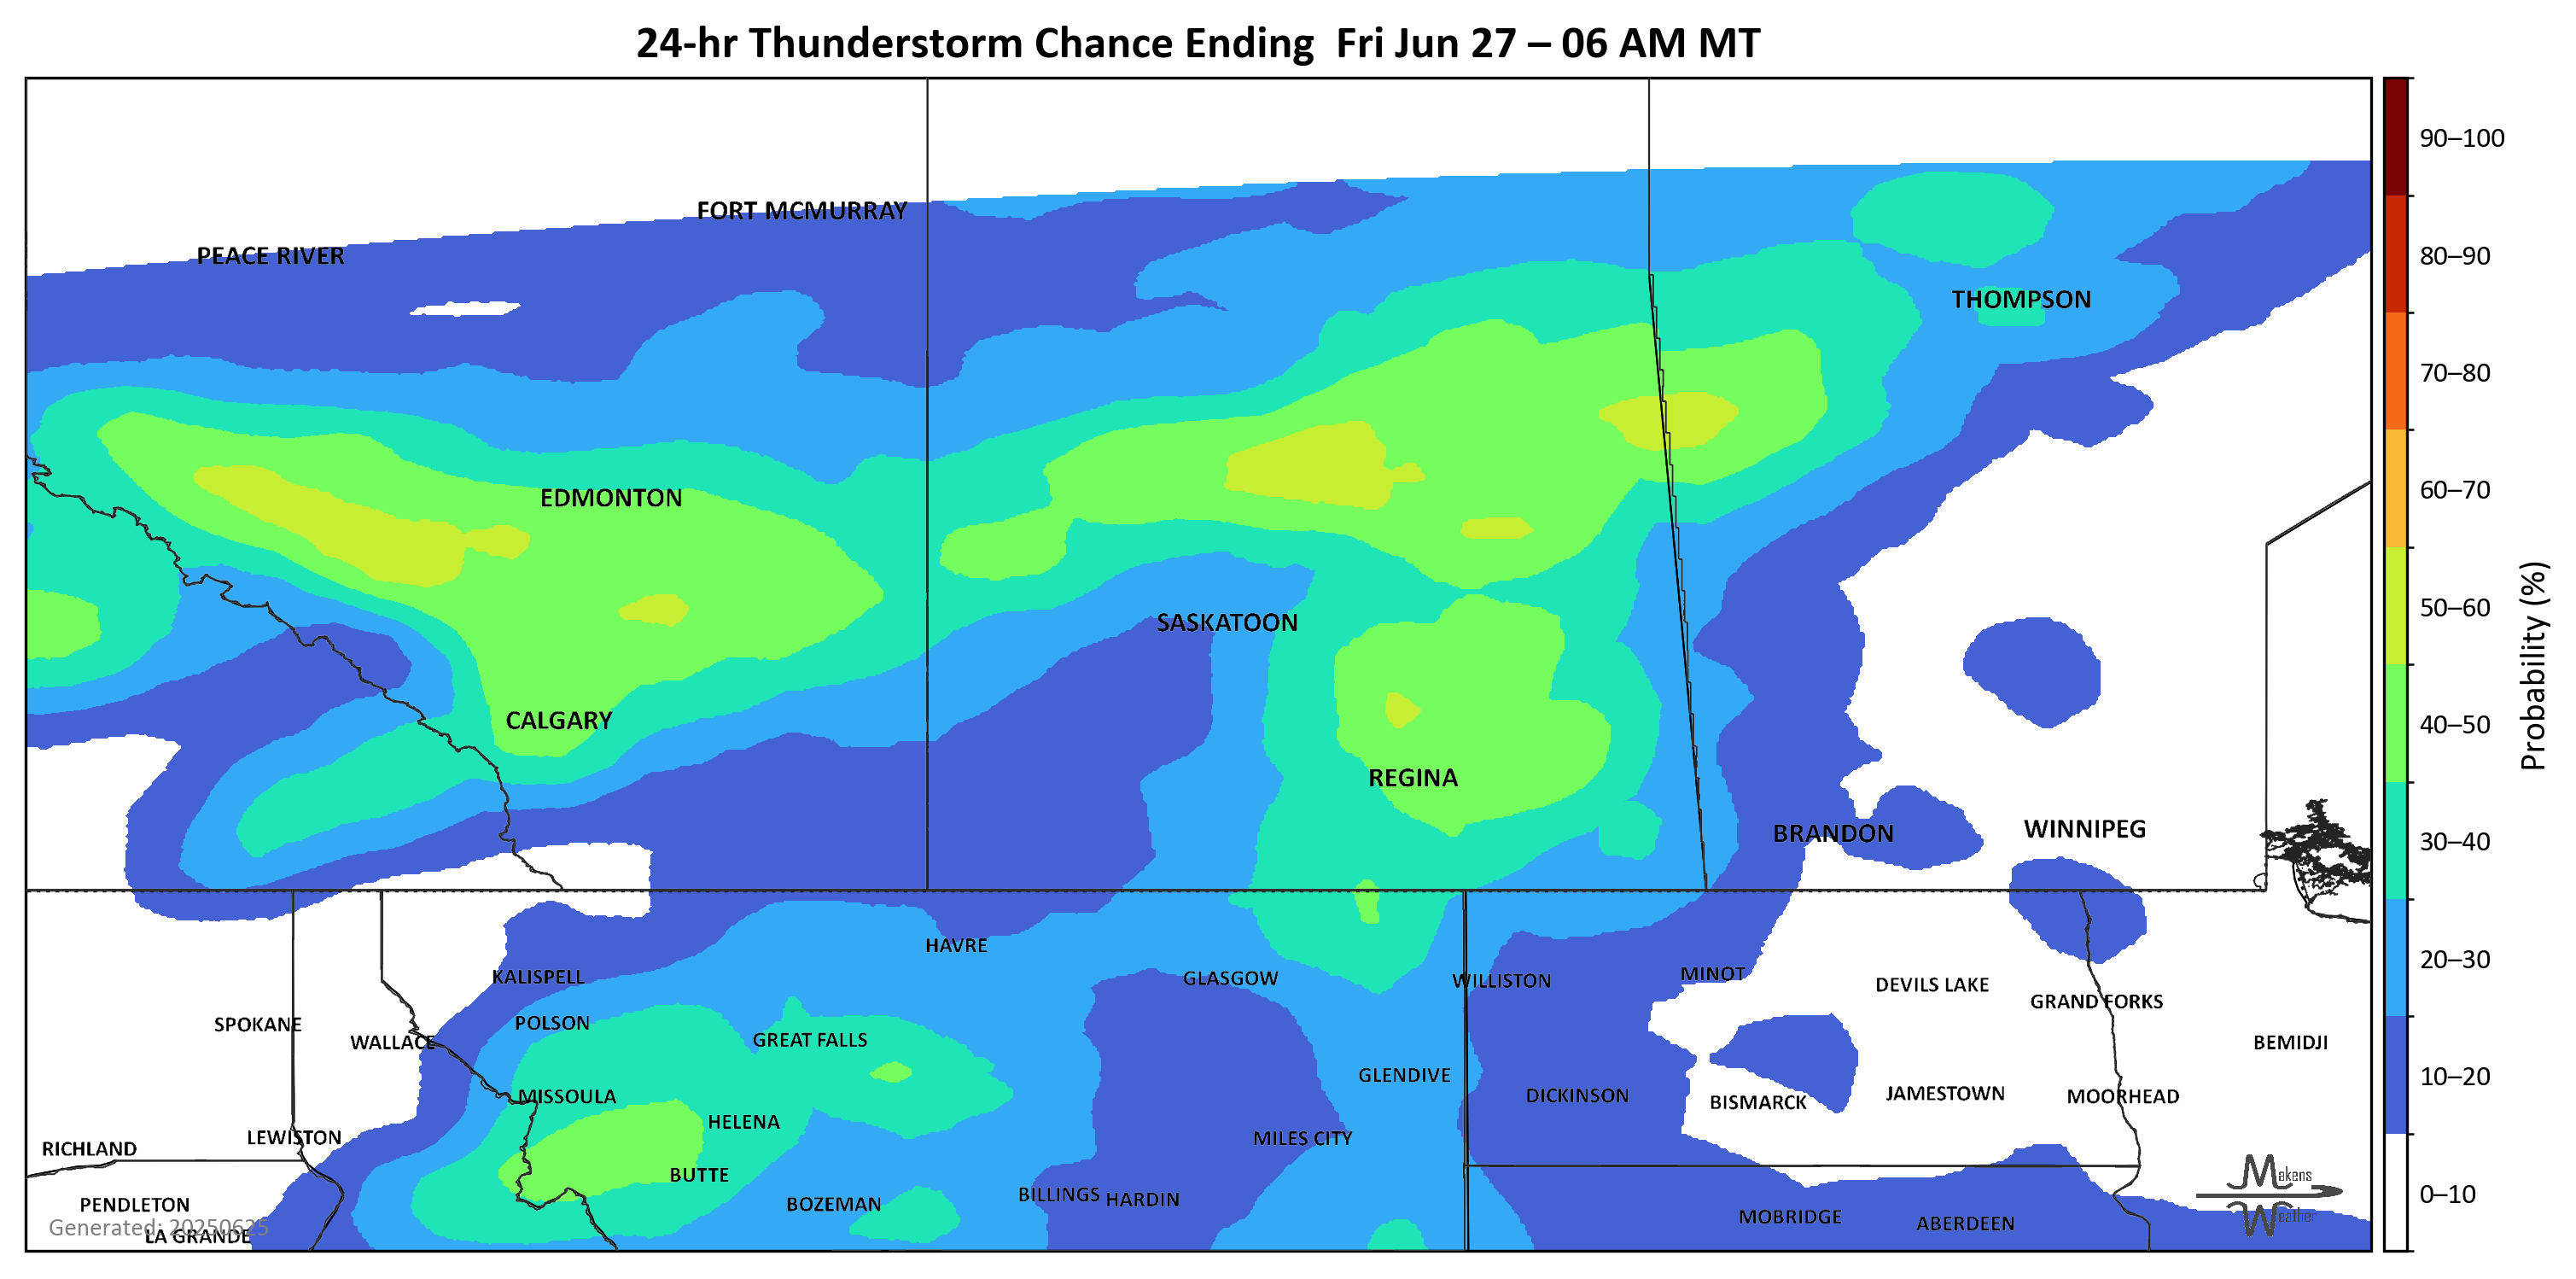 24-hr Thunderstorm Chance Ending  Fri Jun 27 – 06 AM MT
90–100
FORT MCMURRAY
PEACE RIVER
80–90
THOMPSON
70–80
60–70
EDMONTON
50–60
SASKATOON
Probability (%)
CALGARY
40–50
REGINA
BRANDON
WINNIPEG
30–40
HAVRE
20–30
KALISPELL
GLASGOW
WILLISTON
MINOT
DEVILS LAKE
GRAND FORKS
SPOKANE
POLSON
WALLACE
GREAT FALLS
BEMIDJI
10–20
GLENDIVE
MISSOULA
DICKINSON
BISMARCK
JAMESTOWN
MOORHEAD
HELENA
LEWISTON
MILES CITY
RICHLAND
BUTTE
Makens
Weather
0–10
PENDLETON
BOZEMAN
BILLINGS
HARDIN
MOBRIDGE
ABERDEEN
Generated: 20250625
LA GRANDE